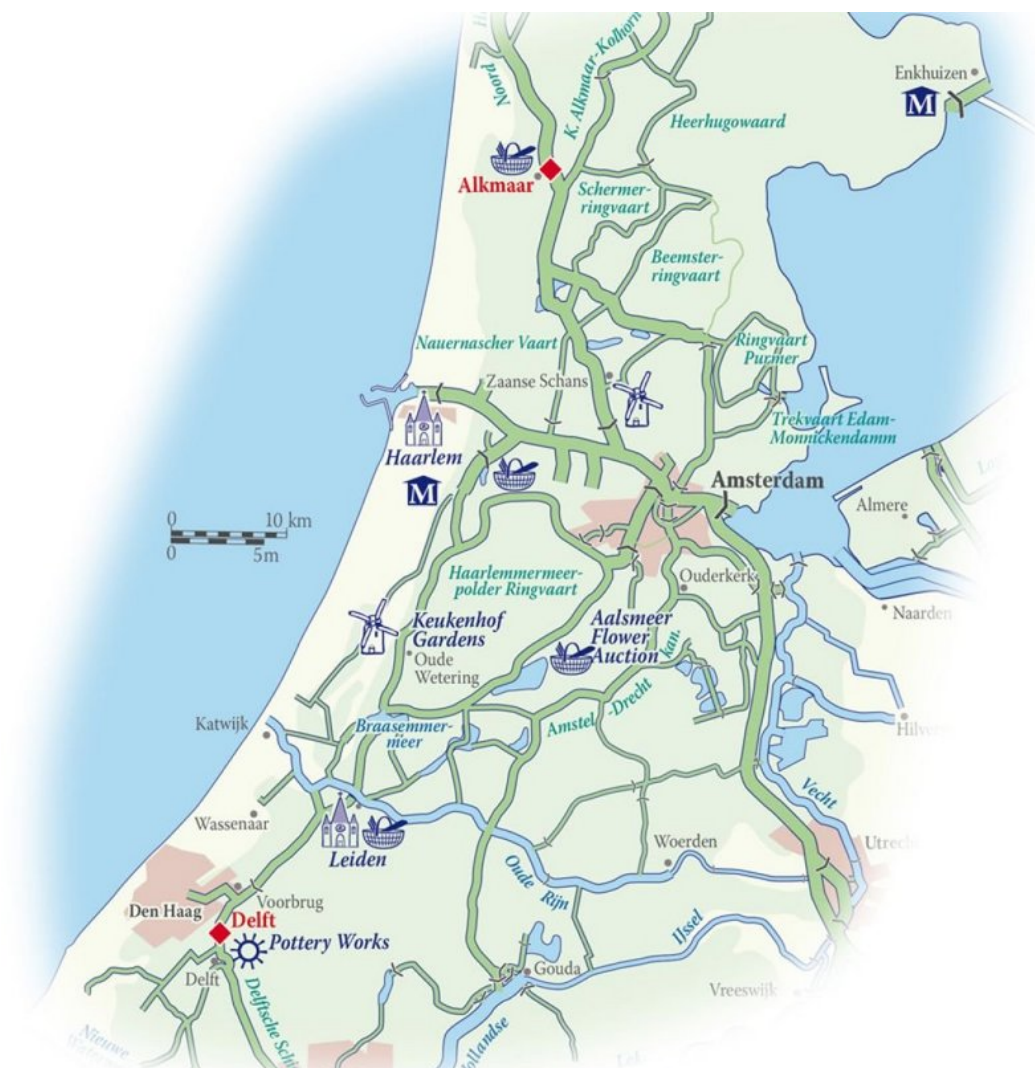 Noord
K. Alkmaar-Kolhorn
Enkhuizen
M
Heerhugowaard
Alkmaar
Schermer-
ringvaart
Beemster-
ringvaart
Nauernascher Vaart
Ringvaart
Purmer
Zaanse Schans
Trekvaart Edam-
Monnickendamm
Haarlem
M
Amsterdam
Almere
0 10 km
0 5m
Haarlemmermeer-
polder Ringvaart
Ouderkerk
Naarden
Keukenhof
Gardens
Aalsmeer
Flower
Auction
Oude
Wetering
Amstel-Drecht kan.
Katwijk
Braasemmer-
meer
Vecht
Wassenaar
Leiden
Woerden
Oude Rijn
IJssel
Voorbrug
Den Haag
Delft
Pottery Works
Delft
Gouda
Vreeswijk
Nieuwe